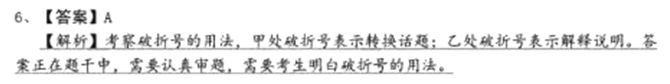 6、【答案】A
【解析】考察破折号的用法，甲处破折号表示转换话题；乙处破折号表示解释说明。答
案正在题干中，需要认真审题，需要考生明白破折号的用法。